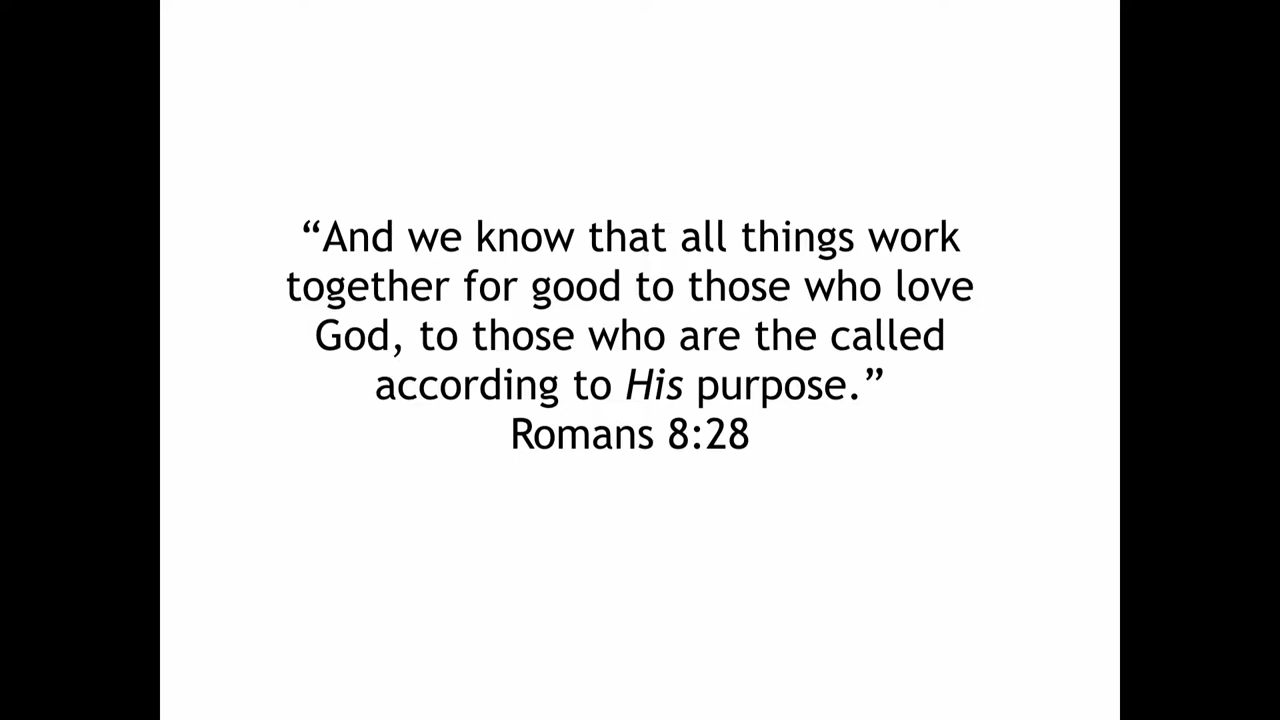 “And we know that all things work
together for good to those who love
God, to those who are the called
according to His purpose.”
Romans 8:28